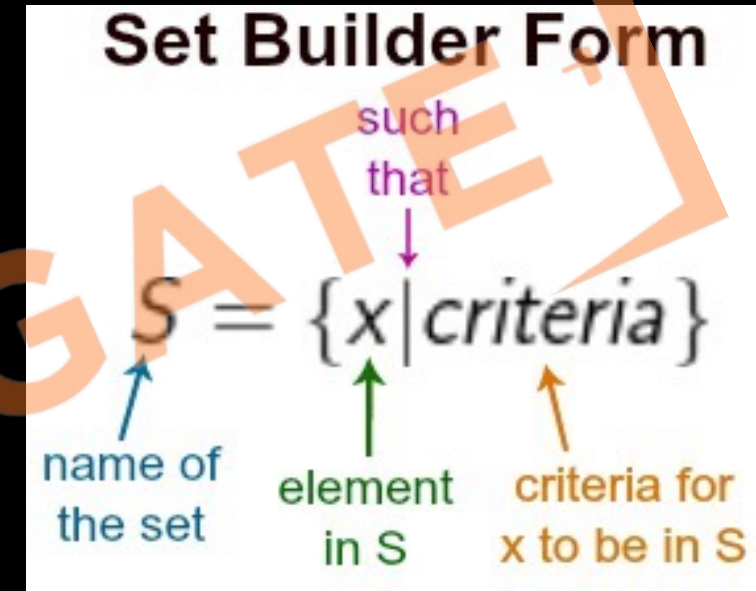 Set Builder Form
such
that
S = {x|criteria}
name of
the set
element
in S
criteria for
x to be in S
GATE